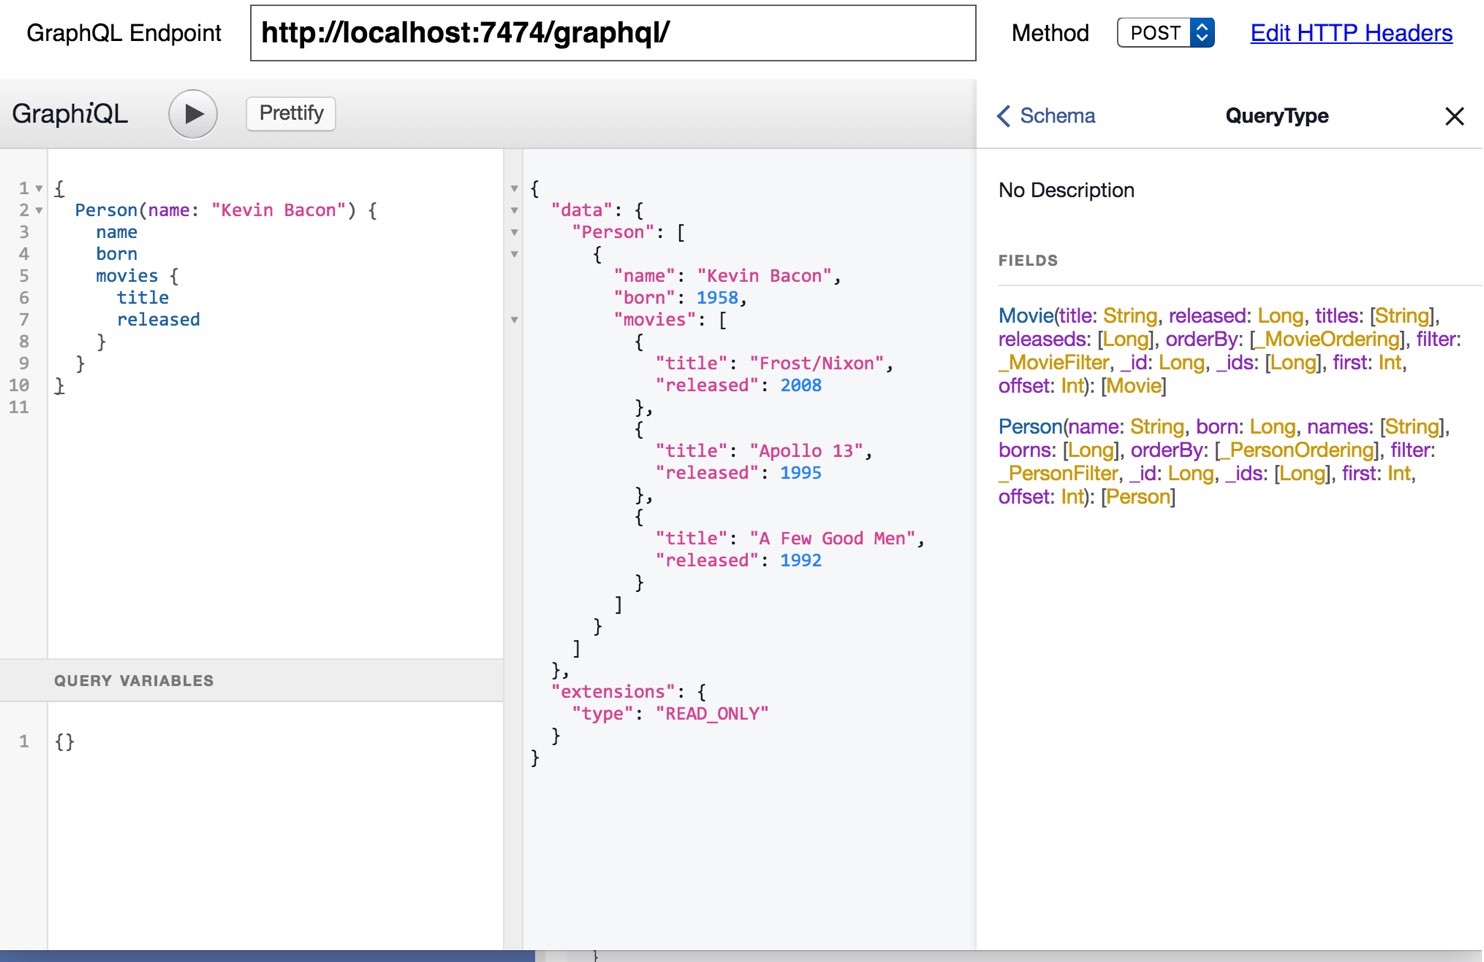 GraphQL Endpoint
http://localhost:7474/graphql/
Method
POST
Edit HTTP Headers
GraphiQL
Prettify
1 {
2 Person(name: "Kevin Bacon") {
3 name
4 born
5 movies {
6 title
7 released
8 }
9 }
10 }
11
QUERY VARIABLES
1 {}
{
"data": {
"Person": [
{
"name": "Kevin Bacon",
"born": 1958,
"movies": [
{
"title": "Frost/Nixon",
"released": 2008
},
{
"title": "Apollo 13",
"released": 1995
},
{
"title": "A Few Good Men",
"released": 1992
}
]
}
]
},
"extensions": {
"type": "READ_ONLY"
}
}
}
Schema
QueryType
No Description
FIELDS
Movie(title: String, released: Long, titles: [String],
releaseds: [Long], orderBy: [_MovieOrdering], filter:
_MovieFilter, _id: Long, _ids: [Long], first: Int,
offset: Int): [Movie]
Person(name: String, born: Long, names: [String],
borns: [Long], orderBy: [_PersonOrdering], filter:
_PersonFilter, _id: Long, _ids: [Long], first: Int,
offset: Int): [Person]